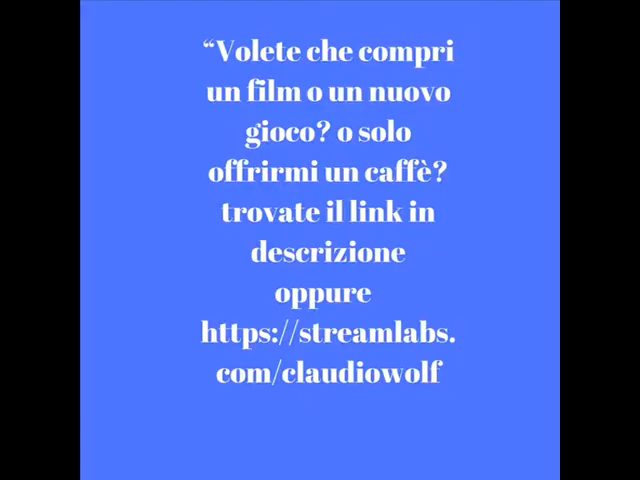 “Volete che compri
un film o un nuovo
gioco? o solo
offrirmi un caffè?
trovate il link in
descrizione
oppure
https://streamlabs.
com/claudiowolf